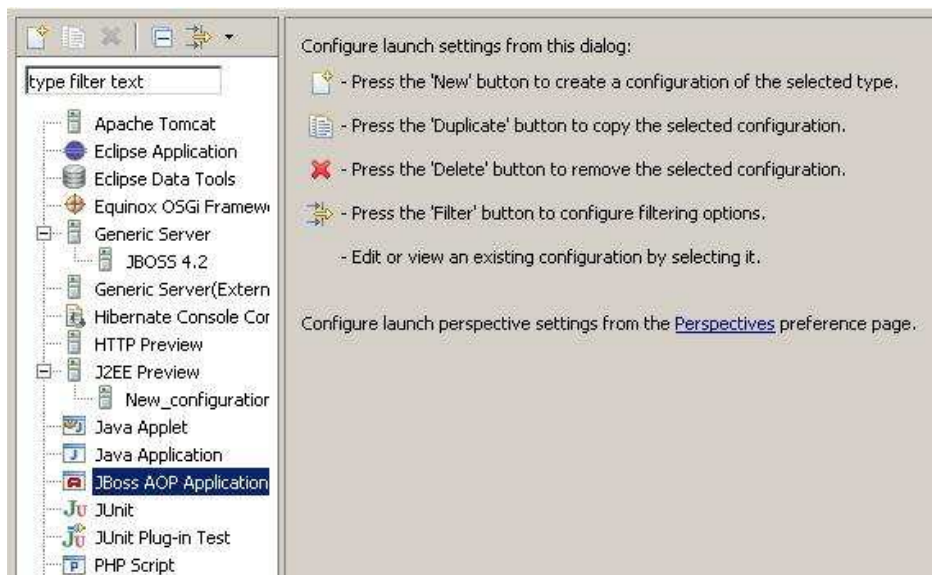 type filter text
Apache Tomcat
Eclipse Application
Eclipse Data Tools
Equinox OSGi Framew
Generic Server
JBOSS 4.2
Generic Server(Extern
Hibernate Console Cor
HTTP Preview
J2EE Preview
New_configuration
Java Applet
Java Application
JBoss AOP Application
JUnit
JUnit Plug-in Test
PHP Script
Configure launch settings from this dialog:
- Press the 'New' button to create a configuration of the selected type.
- Press the 'Duplicate' button to copy the selected configuration.
- Press the 'Delete' button to remove the selected configuration.
- Press the 'Filter' button to configure filtering options.
- Edit or view an existing configuration by selecting it.
Configure launch perspective settings from the Perspectives preference page.